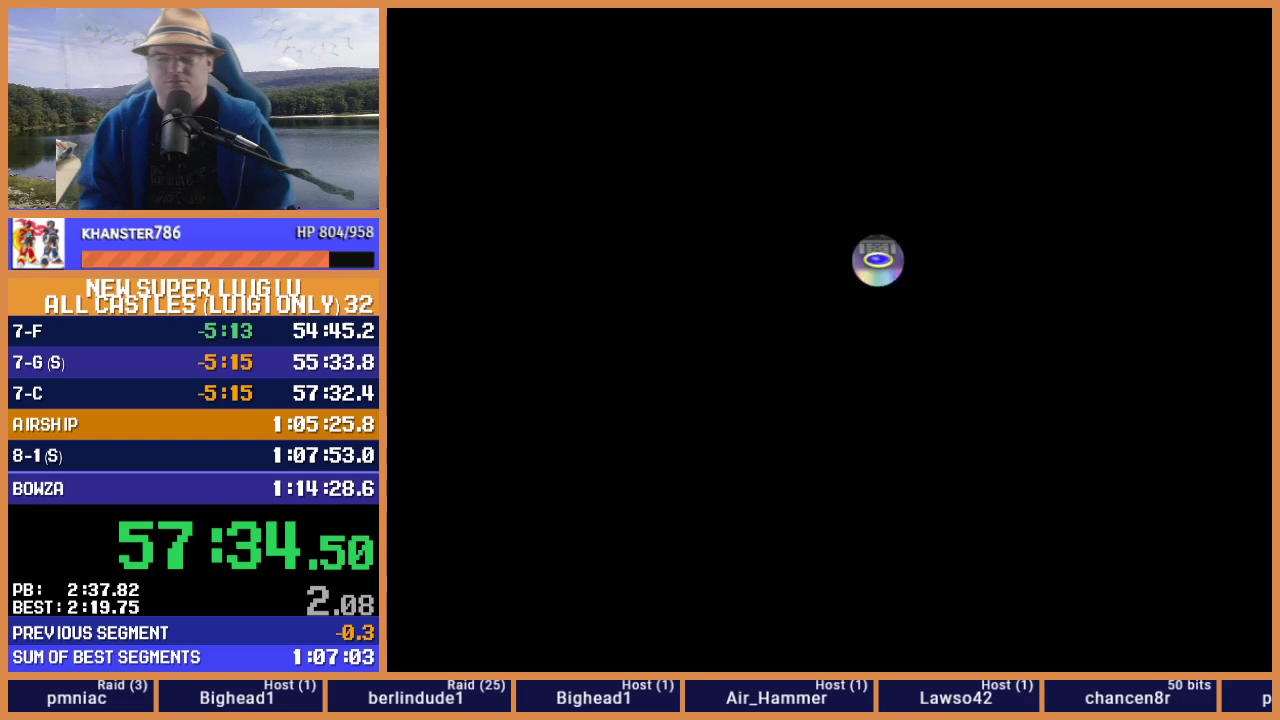 KHANSTER786 HP 804/958
NEW SUPER LUIGI U
ALL CASTLES (LUIGI ONLY) 32
7-F -5:13 54:45.2
7-G (S) -5:15 55:33.8
7-C -5:15 57:32.4
AIRSHIP 1:05:25.8
8-1 (S) 1:07:53.0
BOWZA 1:14:28.6
57:34.50
PB: 2:37.82
BEST: 2:19.75
2.08
PREVIOUS SEGMENT -0.3
SUM OF BEST SEGMENTS 1:07:03
Raid (3) Host (1) Raid (25) Host (1) Host (1) Host (1) 50 bits
pmniac Bighead1 berlindude1 Bighead1 Air_Hammer Lawso42 chancen8r p